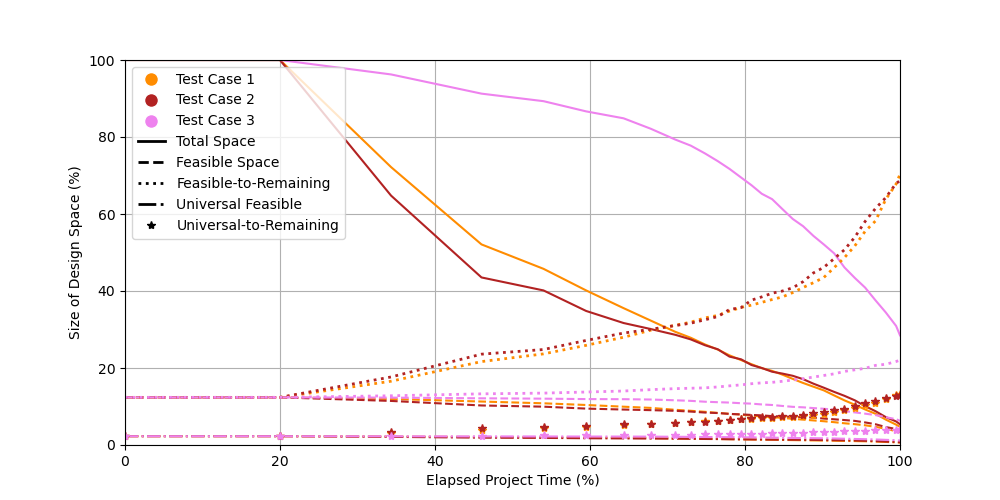 100
80
60
40
20
0
Size of Design Space (%)
Test Case 1
Test Case 2
Test Case 3
Total Space
Feasible Space
Feasible-to-Remaining
Universal Feasible
Universal-to-Remaining
0 20 40 60 80 100
Elapsed Project Time (%)